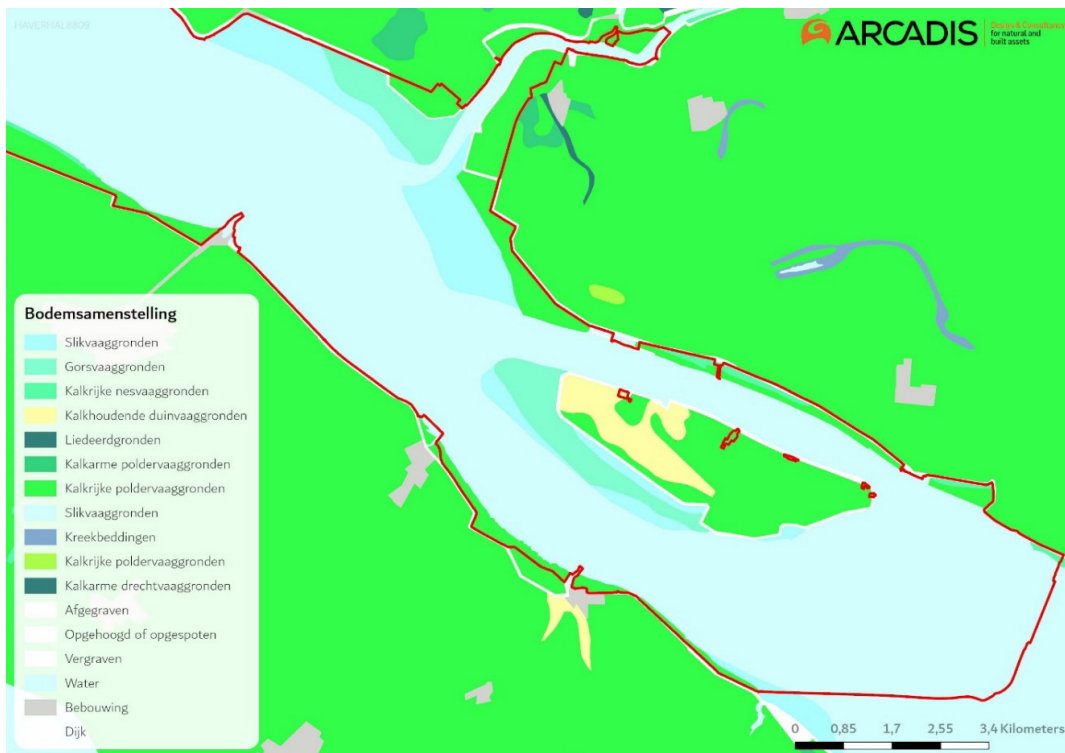 HAVERHAL8809
ARCADIS
Design & Consultancy
for natural and
built assets
Bodemsamenstelling
Slikvaaggronden
Gorsvaaggronden
Kalkrijke nesvaaggronden
Kalkhoudende duinvaaggronden
Liedeerdgronden
Kalkarme poldervaaggronden
Kalkrijke poldervaaggronden
Slikvaaggronden
Kreekbeddingen
Kalkrijke poldervaaggronden
Kalkarme drechtvaaggronden
Afgegraven
Opgehoogd of opgespoten
Vergraven
Water
Bebouwing
Dijk
0 0,85 1,7 2,55 3,4 Kilometers